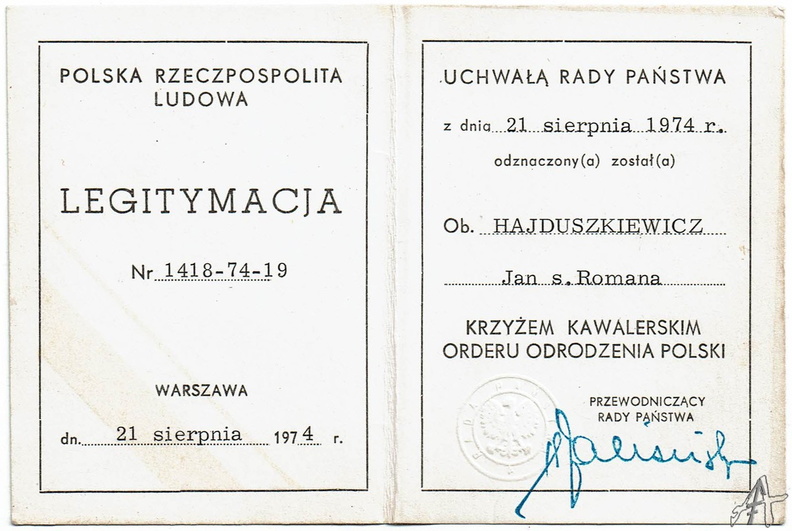 POLSKA RZECZPOSPOLITA
LUDOWA
LEGITYMACJA
Nr 1418-74-19
WARSZAWA
dn. 21 sierpnia 1974 r.
UCHWAŁĄ RADY PAŃSTWA
z dnia 21 sierpnia 1974 r.
odznaczony(a) został(a)
Ob. HAJDUSZKIEWICZ
Jan s.Romana
KRZYŻEM KAWALERSKIM
ORDERU ODRODZENIA POLSKI
PRZEWODNICZĄCY
RADY PAŃSTWA